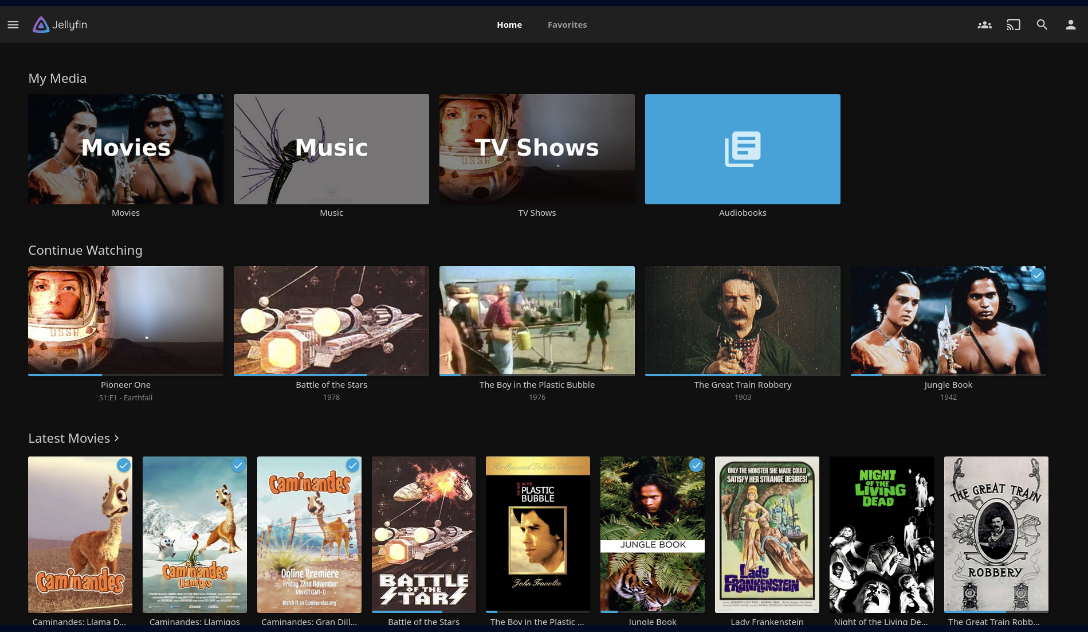 Jellyfin
Home
Favorites
My Media
Movies
Music
TV Shows
Movies
Music
TV Shows
Audiobooks
Continue Watching
USSR
Pioneer One
Battle of the Stars
The Boy in the Plastic Bubble
The Great Train Robbery
Jungle Book
S1:E1 - Earthfall
1978
1976
1903
1942
Latest Movies
Caminandes
Caminandes
Llamigos
Caminandes
Online Premiere
Friday 22nd November
Watch it on Caminandes.org
BATTLE
OF THE
STARS
IN THE
PLASTIC
BUBBLE
John Travolta
JUNGLE BOOK
ONLY THE MONSTER SHE MADE COULD
SATISFY HER STRANGE DESIRES!
Lady
FRANKENSTEIN
NIGHT
OF THE
LIVING
DEAD
THE GREAT TRAIN
ROBBERY
Caminandes: Llama D...
Caminandes: Llamigos
Caminandes: Gran Dill...
Battle of the Stars
The Boy in the Plastic ...
Jungle Book
Lady Frankenstein
Night of the Living De...
The Great Train Robb...